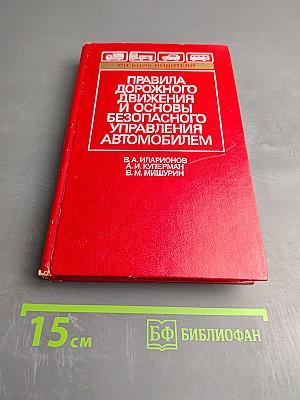 УЧЕБНИК ВОДИТЕЛЯ
ПРАВИЛА
ДОРОЖНОГО
ДВИЖЕНИЯ
И ОСНОВЫ
БЕЗОПАСНОГО
УПРАВЛЕНИЯ
АВТОМОБИЛЕМ
В.А. ИЛАРИОНОВ
А.И. КУПЕРМАН
В.М. МИШУРИН
15 см
БФ БИБЛИОФАН